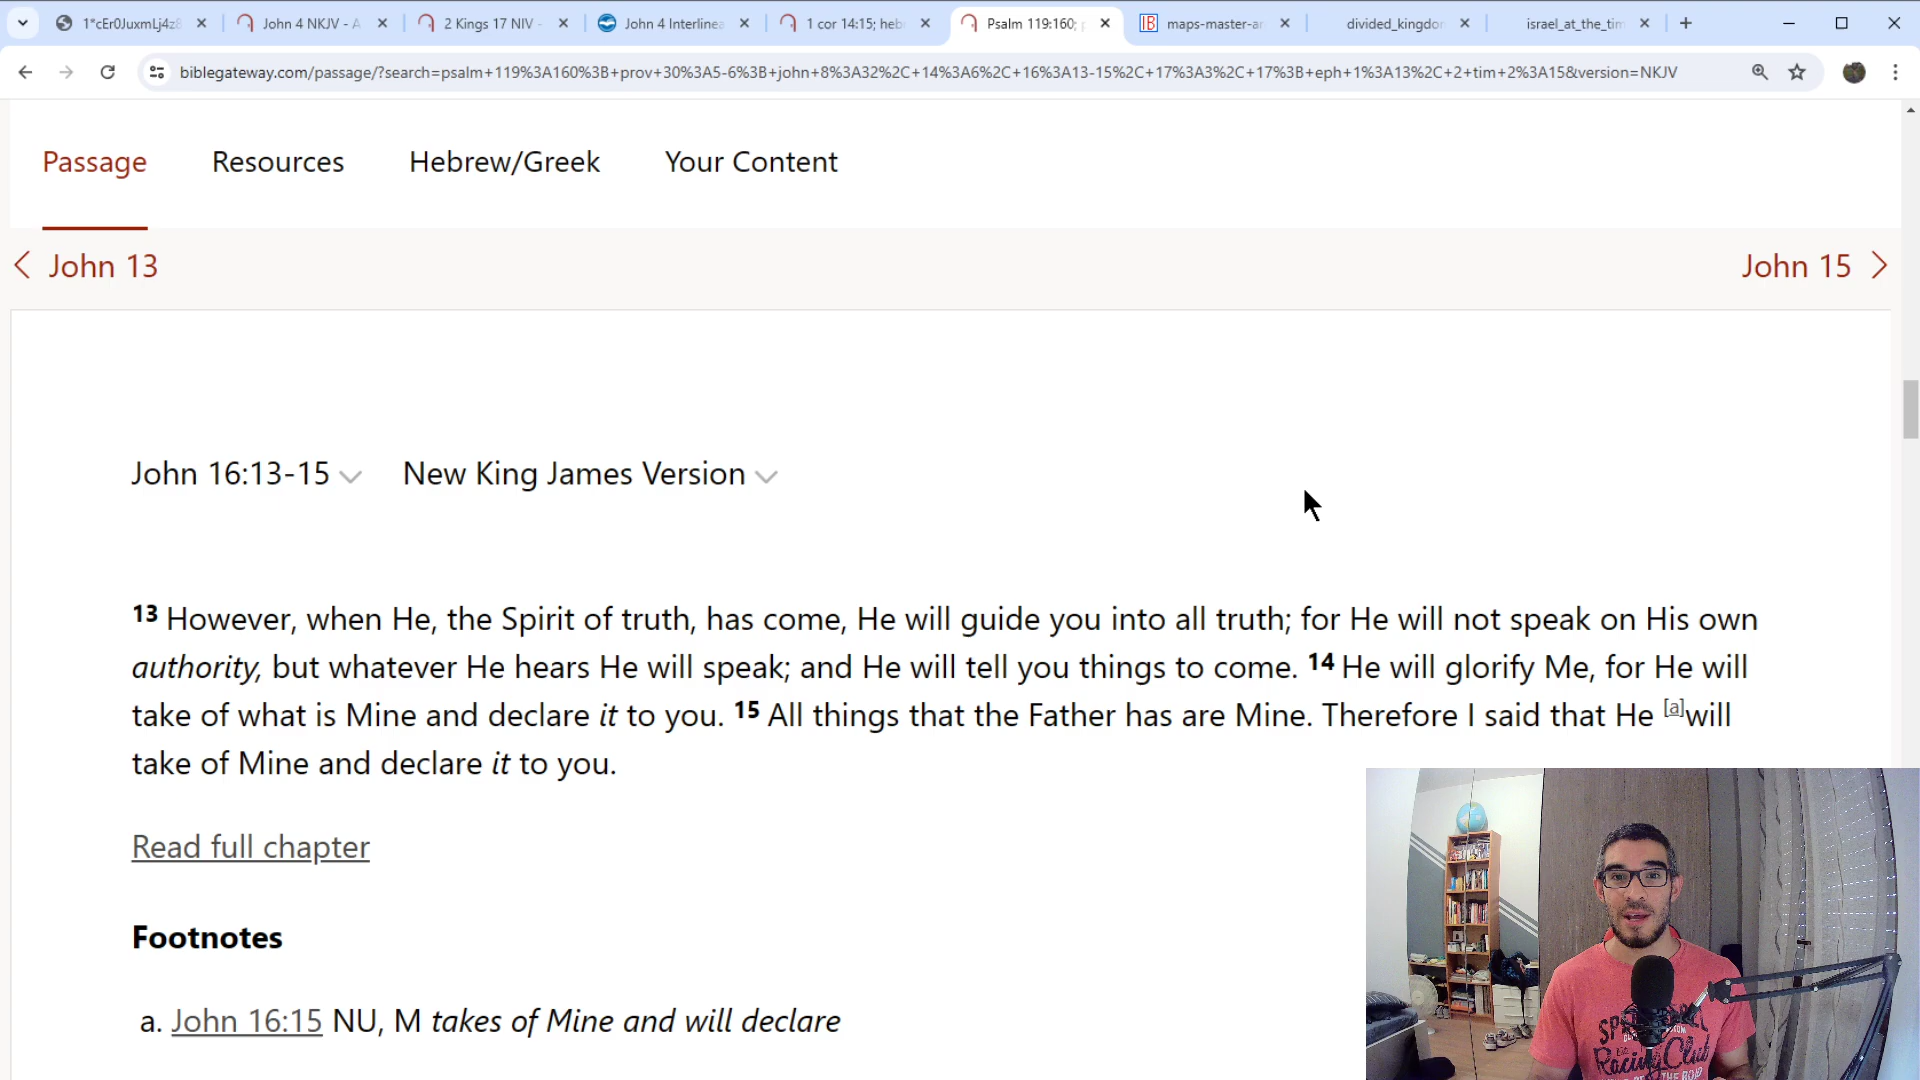 1*cEr0JuxmLj4z8
John 4 NKJV - A
2 Kings 17 NIV -
John 4 Interlinea
1 cor 14:15; heb
Psalm 119:160; p
maps-master-ar
divided_kingdor
israel_at_the_tim
biblegateway.com/passage/?search=psalm+119%3A160%3B+prov+30%3A5-6%3B+john+8%3A32%2C+14%3A6%2C+16%3A13-15%2C+17%3A3%2C+17%3B+eph+1%3A13%2C+2+tim+2%3A15&version=NKJV
Passage Resources Hebrew/Greek Your Content
John 13 John 15
John 16:13-15 New King James Version
13 However, when He, the Spirit of truth, has come, He will guide you into all truth; for He will not speak on His own
authority, but whatever He hears He will speak; and He will tell you things to come. 14 He will glorify Me, for He will
take of what is Mine and declare it to you. 15 All things that the Father has are Mine. Therefore I said that He [a]will
take of Mine and declare it to you.
Read full chapter
Footnotes
a. John 16:15 NU, M takes of Mine and will declare
Racing Club